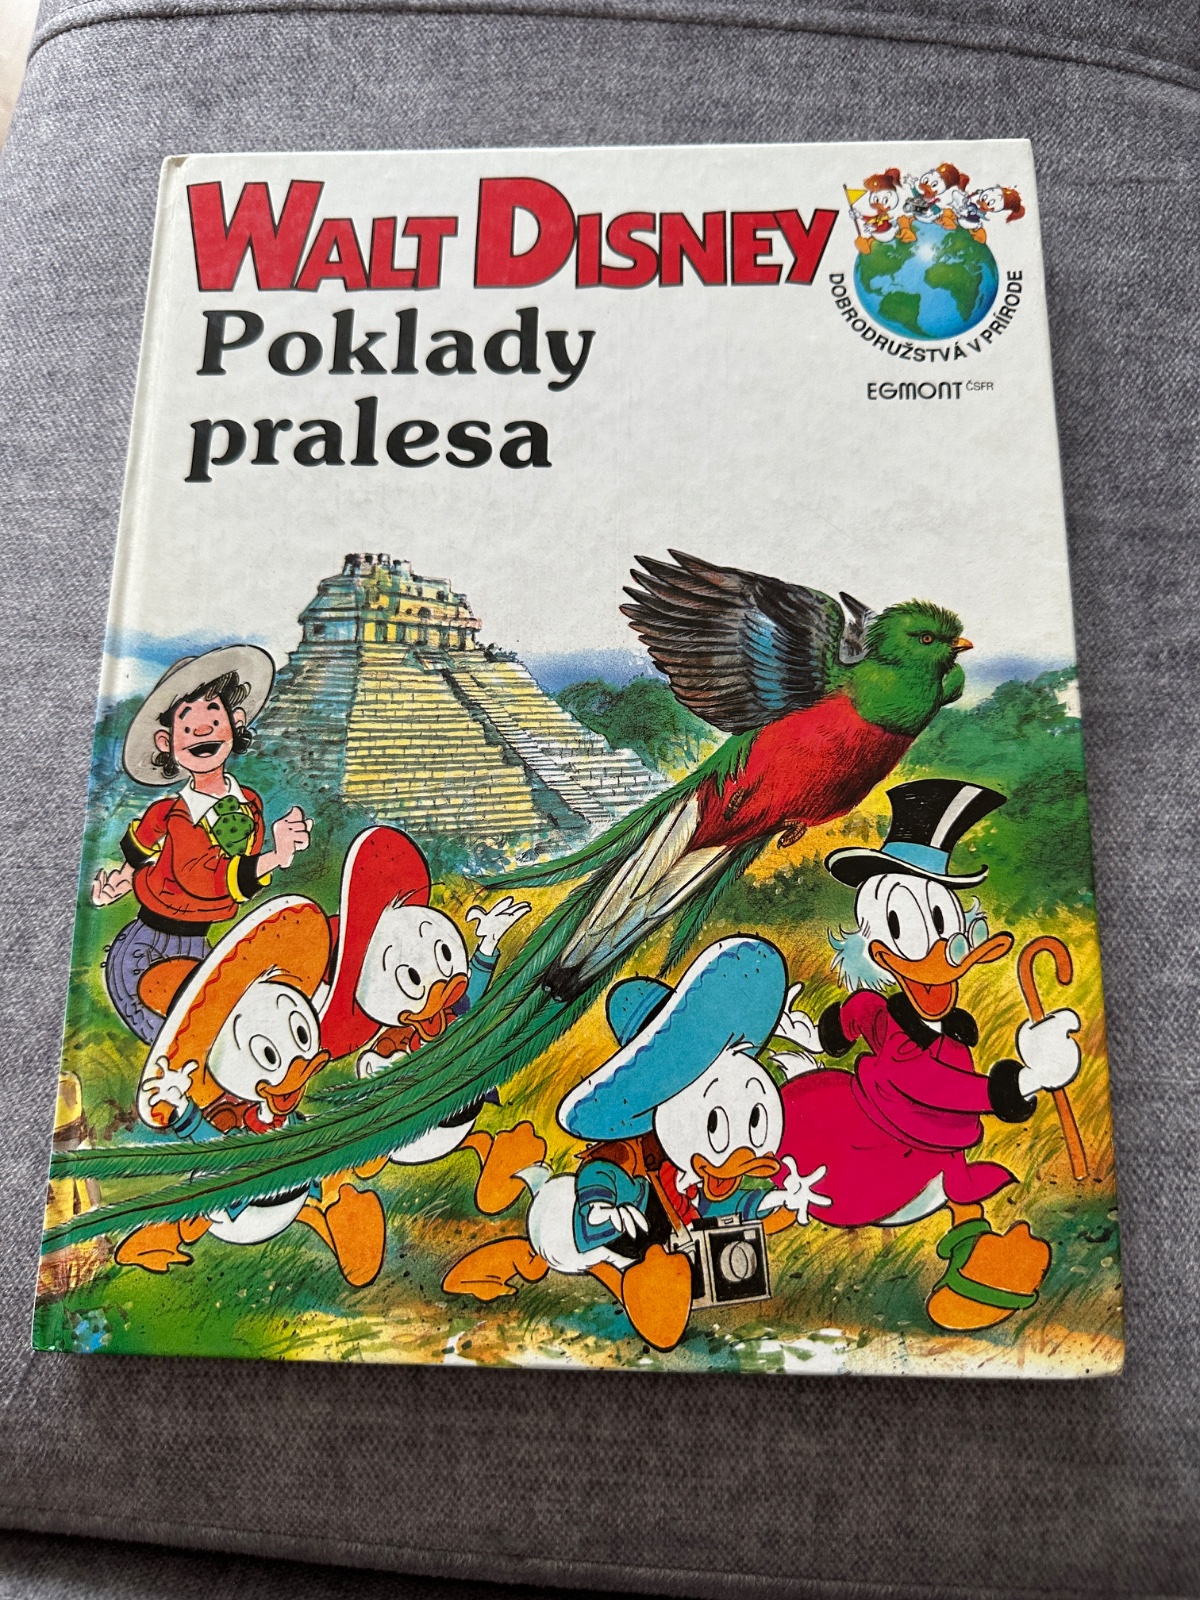 WALT DISNEY
Poklady
pralesa
DOBRODRUŽSTVÁ V PRÍRODE
EGMONT ČSFR